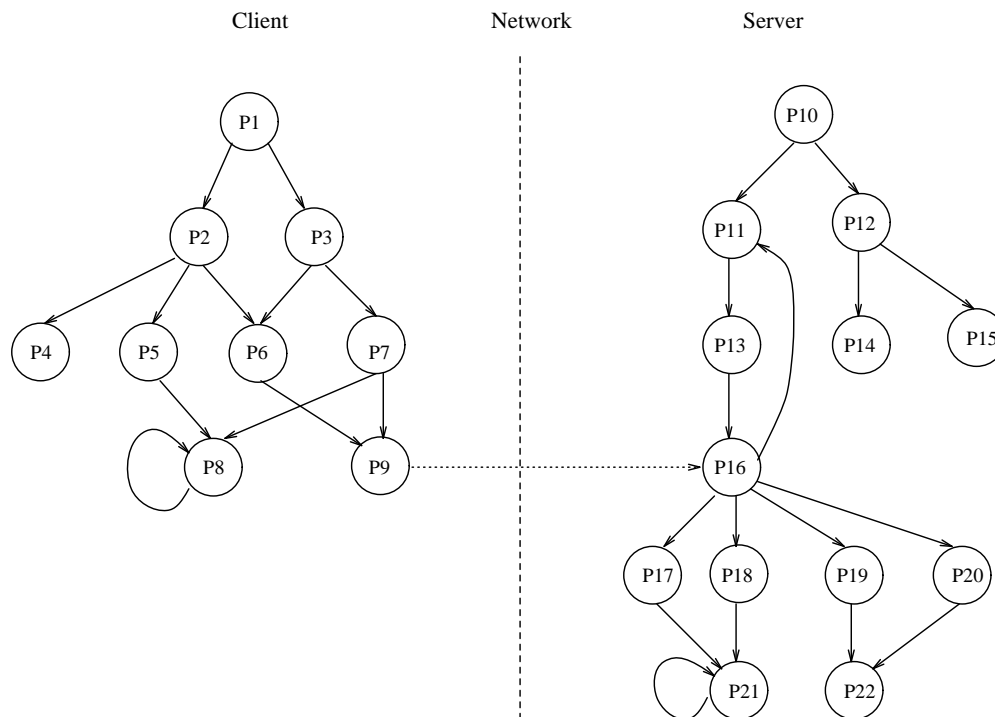 Client Network Server
P1 P10
P2 P3 P11 P12
P4 P5 P6 P7 P13 P14 P15
P8 P9 P16
P17 P18 P19 P20
P21 P22